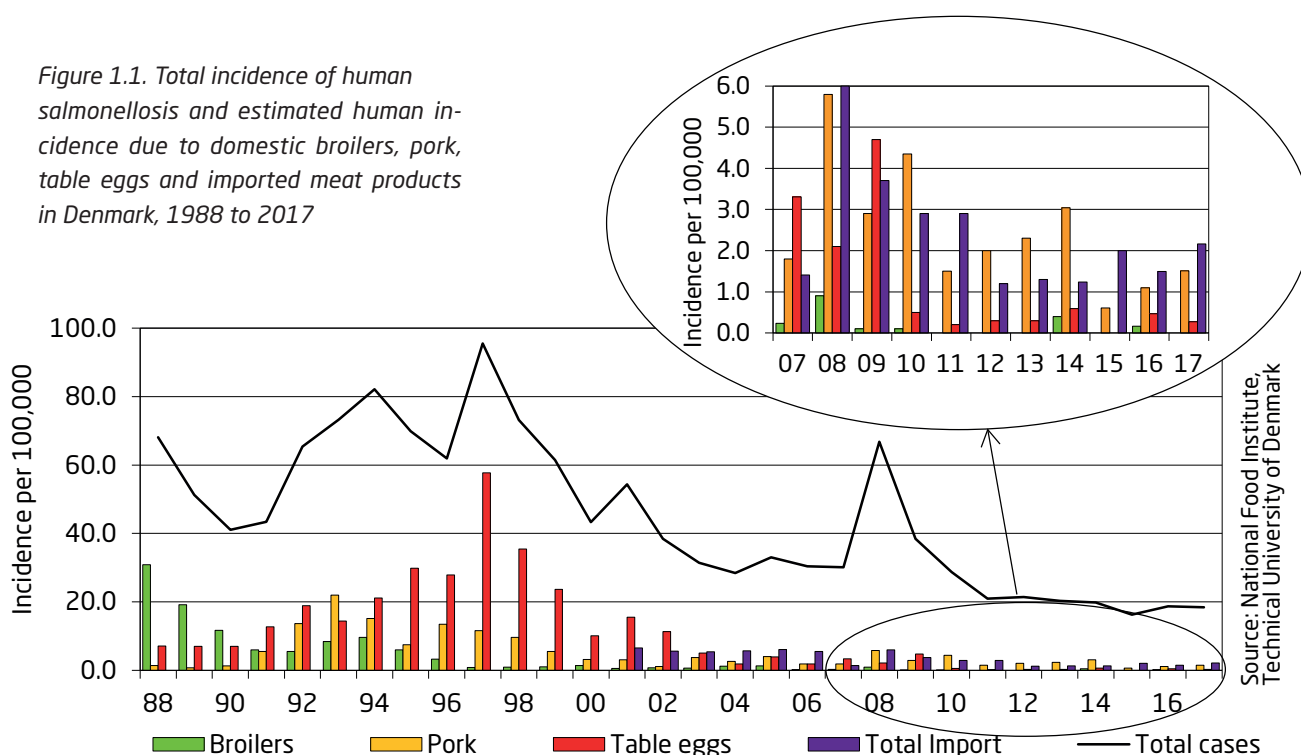 Figure 1.1. Total incidence of human
salmonellosis and estimated human in-
cidence due to domestic broilers, pork,
table eggs and imported meat products
in Denmark, 1988 to 2017
Incidence per 100,000
6.0
5.0
4.0
3.0
2.0
1.0
0.0
07 08 09 10 11 12 13 14 15 16 17
Incidence per 100,000
100.0
80.0
60.0
40.0
20.0
0.0
88 90 92 94 96 98 00 02 04 06 08 10 12 14 16
Broilers Pork Table eggs Total Import Total cases
Source: National Food Institute,
Technical University of Denmark